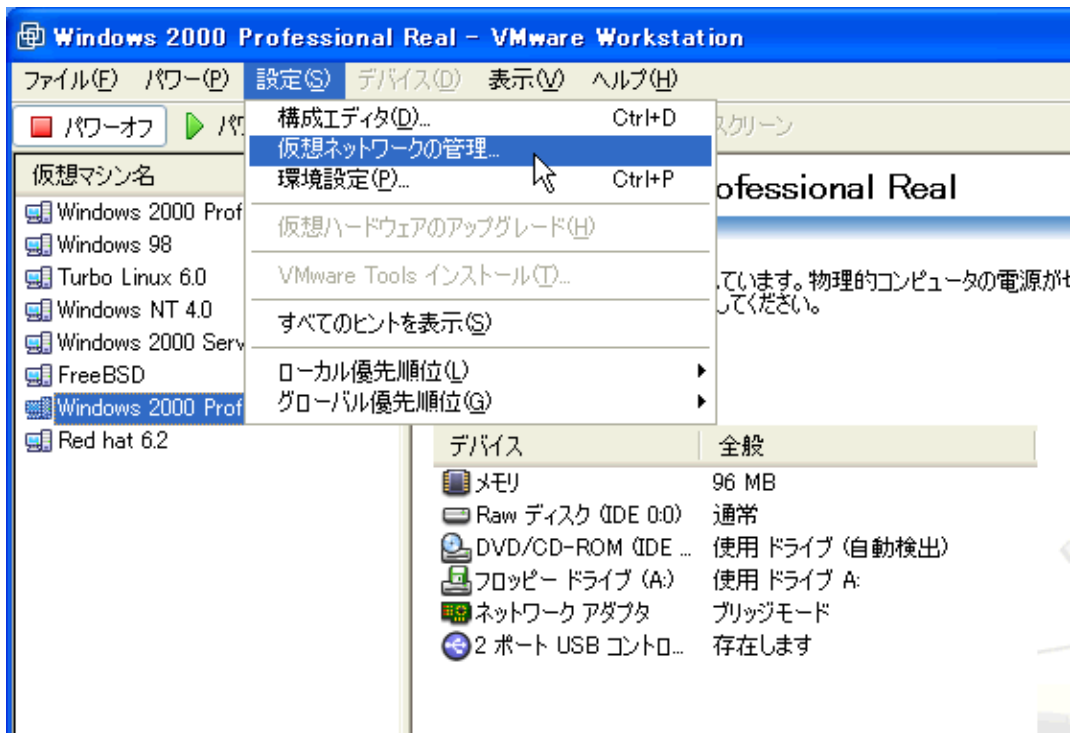 Windows 2000 Professional Real - VMware Workstation
ファイル(F) パワー(P) 設定(S) デバイス(D) 表示(V) ヘルプ(H)
パワーオフ
スクリーン
構成エディタ(D)... Ctrl+D
仮想ネットワークの管理...
環境設定(P)... Ctrl+P
仮想ハードウェアのアップグレード(H)
VMware Tools インストール(T)...
すべてのヒントを表示(S)
ローカル優先順位(L)
グローバル優先順位(G)
仮想マシン名
Windows 2000 Prof
Windows 98
Turbo Linux 6.0
Windows NT 4.0
Windows 2000 Serv
FreeBSD
Windows 2000 Prof
Red hat 6.2
ofessional Real
ています。物理的コンピュータの電源が
してください。
デバイス 全般
メモリ 96 MB
Raw ディスク (IDE 0:0) 通常
DVD/CD-ROM (IDE ... 使用 ドライブ (自動検出)
フロッピー ドライブ (A:) 使用 ドライブ A:
ネットワーク アダプタ ブリッジモード
2 ポート USB コントロ... 存在します